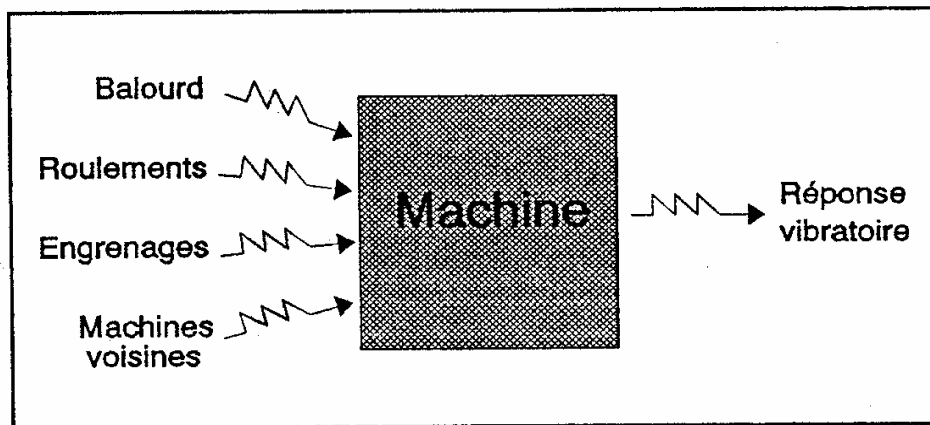 Balourd
Roulements
Engrenages
Machines
voisines
Machine
Réponse
vibratoire